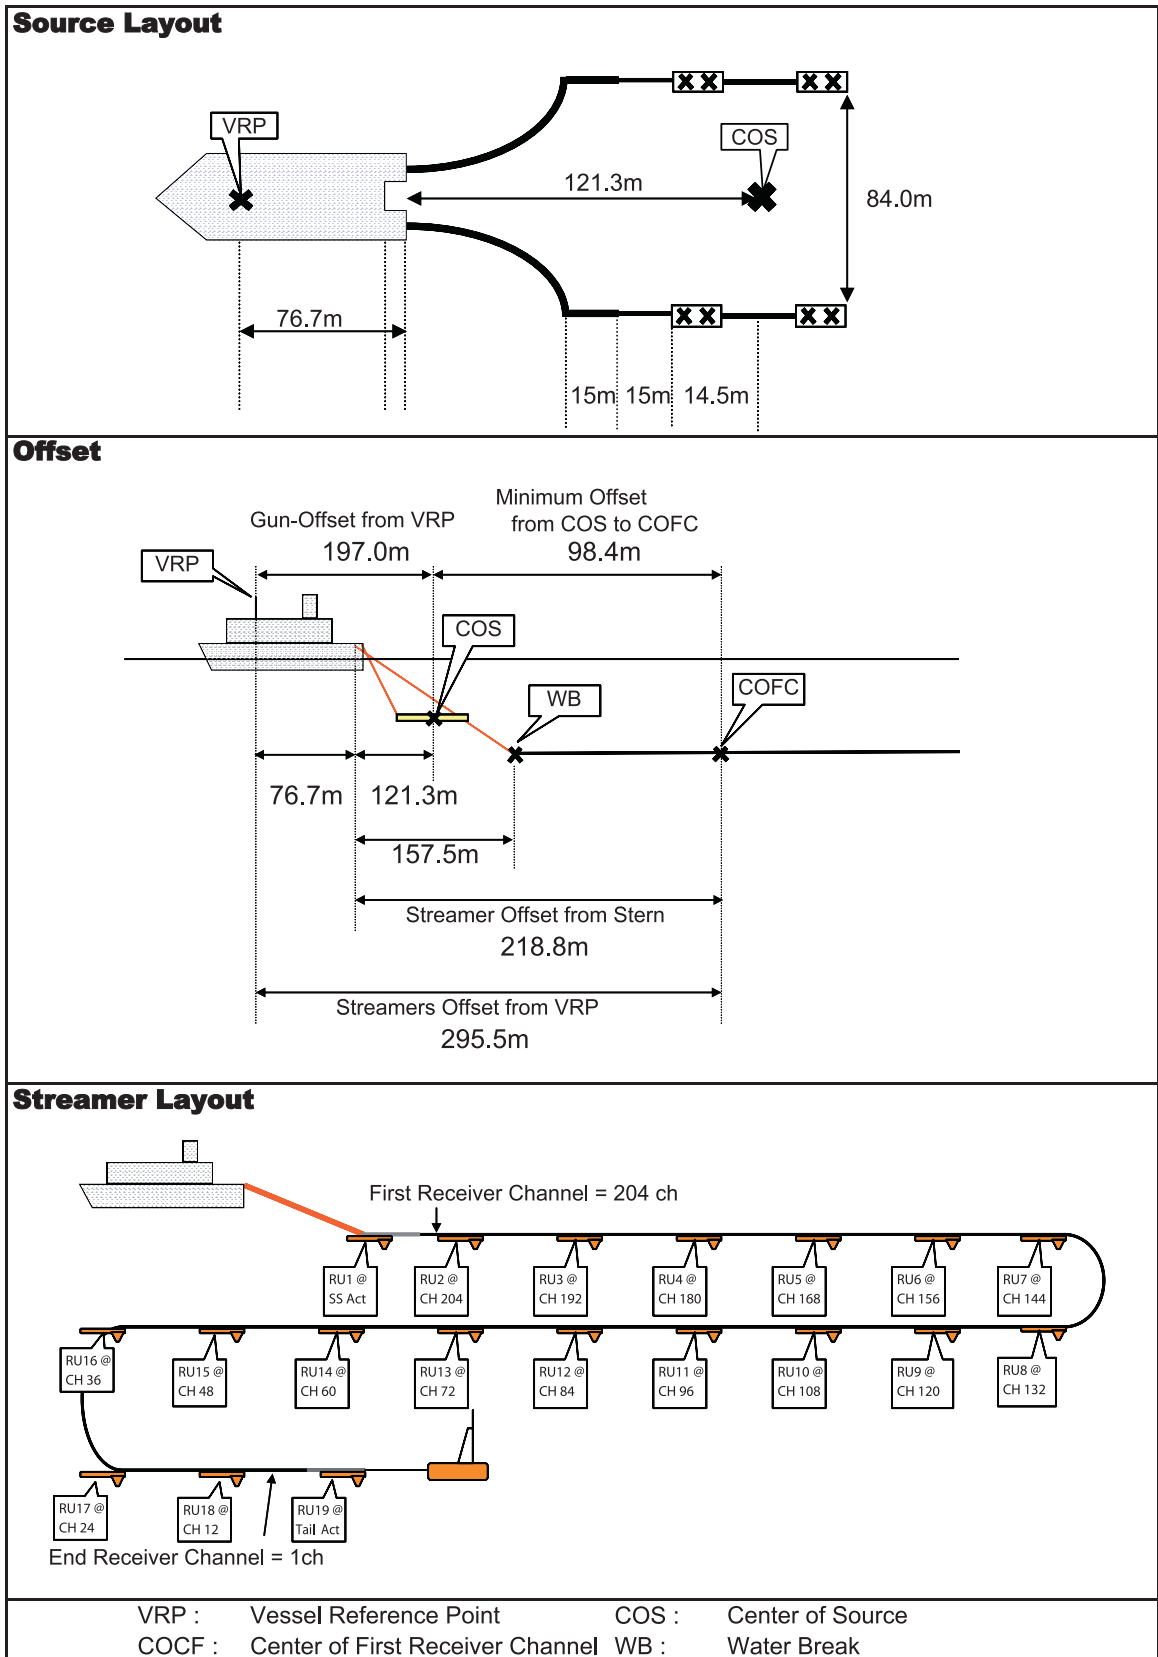 Source Layout
VRP
COS
121.3m
84.0m
76.7m
15m 15m 14.5m
Offset
Minimum Offset
from COS to COFC
98.4m
Gun-Offset from VRP
197.0m
VRP
COS
WB
COFC
76.7m 121.3m
157.5m
Streamer Offset from Stern
218.8m
Streamers Offset from VRP
295.5m
Streamer Layout
First Receiver Channel = 204 ch
RU1 @
SS Act
RU2 @
CH 204
RU3 @
CH 192
RU4 @
CH 180
RU5 @
CH 168
RU6 @
CH 156
RU7 @
CH 144
RU16 @
CH 36
RU15 @
CH 48
RU14 @
CH 60
RU13 @
CH 72
RU12 @
CH 84
RU11 @
CH 96
RU10 @
CH 108
RU9 @
CH 120
RU8 @
CH 132
RU17 @
CH 24
RU18 @
CH 12
RU19 @
Tail Act
End Receiver Channel = 1ch
VRP : Vessel Reference Point COS : Center of Source
COCF : Center of First Receiver Channel WB : Water Break